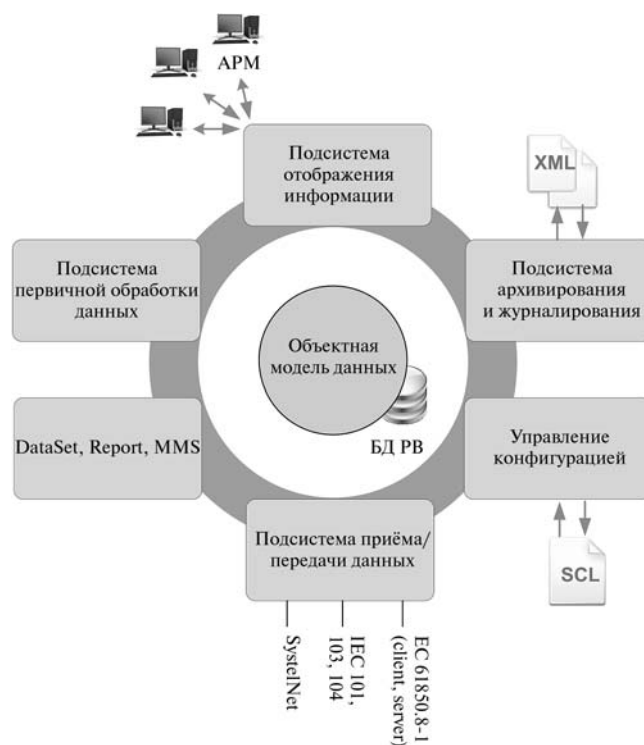 АРМ
Подсистема
отображения
информации
XML
Подсистема
первичной обработки
данных
Подсистема
архивирования
и журналирования
Объектная
модель данных
БД РВ
DataSet, Report, MMS
Управление
конфигурацией
Подсистема приёма/
передачи данных
SCL
SystelNet
IEC 101,
103, 104
EC 61850.8-1
(client, server)